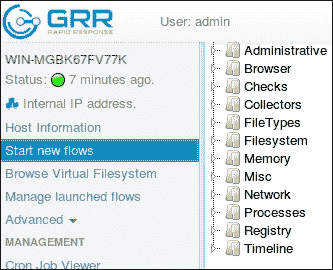 GRR
RAPID RESPONSE
User: admin
WIN-MGBK67FV77K
Status: 7 minutes ago.
Internal IP address.
Host Information
Start new flows
Browse Virtual Filesystem
Manage launched flows
Advanced
MANAGEMENT
Cron Job Viewer
Administrative
Browser
Checks
Collectors
FileTypes
Filesystem
Memory
Misc
Network
Processes
Registry
Timeline